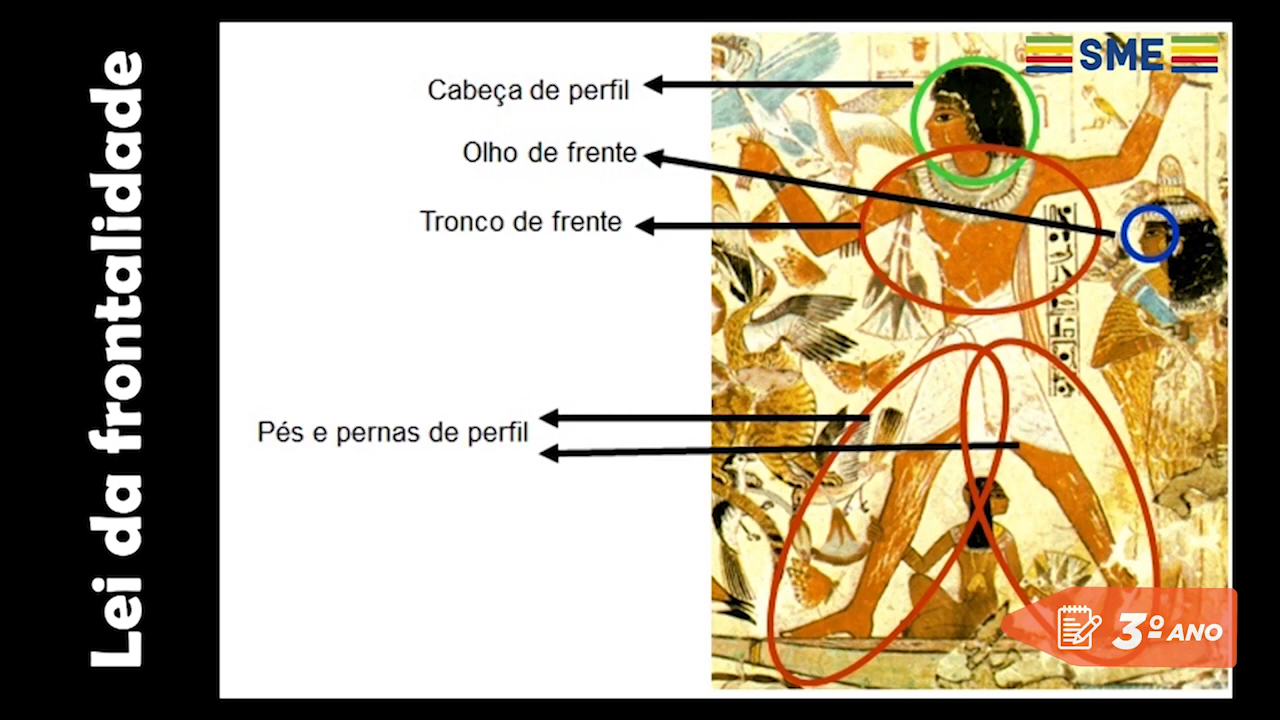 Lei da frontalidade
SME
Cabeça de perfil
Olho de frente
Tronco de frente
Pés e pernas de perfil
3º ANO